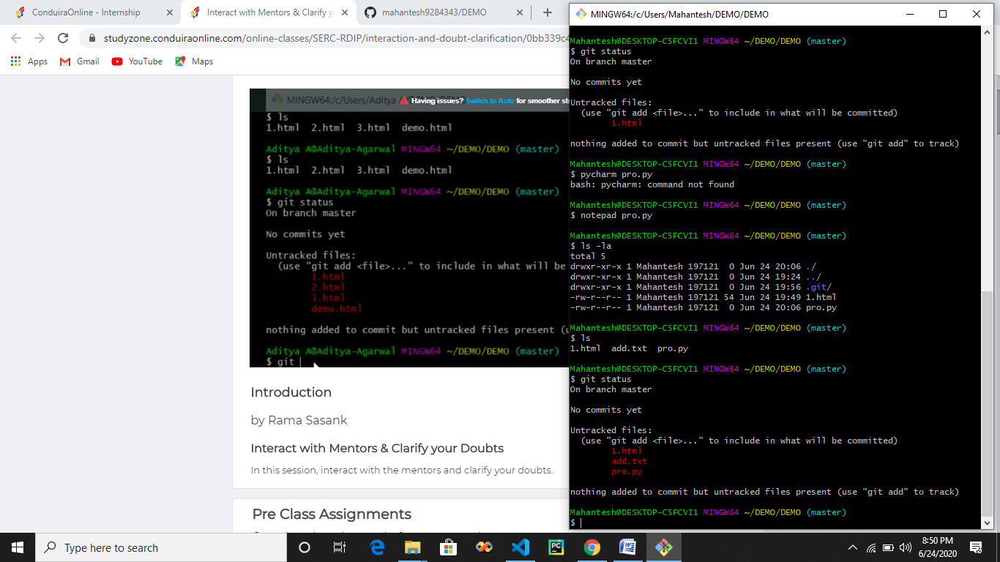 ConduiraOnline - Internship
Interact with Mentors & Clarify y
mahantesh9284343/DEMO
studyzone.conduiraonline.com/online-classes/SERC-RDIP/interaction-and-doubt-clarification/0bb339c4
Apps Gmail YouTube Maps
MINGW64:/c/Users/Aditya A
Having issues? Switch to Auto for smoother st
$ ls
1.html 2.html 3.html demo.html
Aditya A@Aditya-Agarwal MINGW64 ~/DEMO/DEMO (master)
$ ls
1.html 2.html 3.html demo.html
Aditya A@Aditya-Agarwal MINGW64 ~/DEMO/DEMO (master)
$ git status
On branch master
No commits yet
Untracked files:
(use "git add <file>..." to include in what will be
1.html
2.html
3.html
demo.html
nothing added to commit but untracked files present (u
Aditya A@Aditya-Agarwal MINGW64 ~/DEMO/DEMO (master)
$ git
Introduction
by Rama Sasank
Interact with Mentors & Clarify your Doubts
In this session, interact with the mentors and clarify your doubts.
Pre Class Assignments
MINGW64:/c/Users/Mahantesh/DEMO/DEMO
Mahantesh@DESKTOP-C5FCVI1 MINGW64 ~/DEMO/DEMO (master)
$ git status
On branch master
No commits yet
Untracked files:
(use "git add <file>..." to include in what will be committed)
1.html
nothing added to commit but untracked files present (use "git add" to track)
Mahantesh@DESKTOP-C5FCVI1 MINGW64 ~/DEMO/DEMO (master)
$ pycharm pro.py
bash: pycharm: command not found
Mahantesh@DESKTOP-C5FCVI1 MINGW64 ~/DEMO/DEMO (master)
$ notepad pro.py
Mahantesh@DESKTOP-C5FCVI1 MINGW64 ~/DEMO/DEMO (master)
$ ls -la
total 5
drwxr-xr-x 1 Mahantesh 197121 0 Jun 24 20:06 ./
drwxr-xr-x 1 Mahantesh 197121 0 Jun 24 19:24 ../
drwxr-xr-x 1 Mahantesh 197121 0 Jun 24 19:56 .git/
-rw-r--r-- 1 Mahantesh 197121 54 Jun 24 19:49 1.html
-rw-r--r-- 1 Mahantesh 197121 0 Jun 24 20:06 pro.py
Mahantesh@DESKTOP-C5FCVI1 MINGW64 ~/DEMO/DEMO (master)
$ ls
1.html add.txt pro.py
Mahantesh@DESKTOP-C5FCVI1 MINGW64 ~/DEMO/DEMO (master)
$ git status
On branch master
No commits yet
Untracked files:
(use "git add <file>..." to include in what will be committed)
1.html
add.txt
pro.py
nothing added to commit but untracked files present (use "git add" to track)
Mahantesh@DESKTOP-C5FCVI1 MINGW64 ~/DEMO/DEMO (master)
$
Type here to search
8:50 PM
6/24/2020